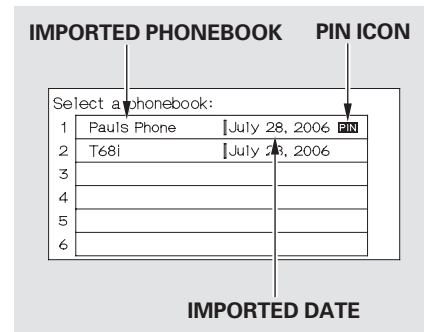 IMPORTED PHONEBOOK PIN ICON
Select a phonebook:
1 Pauls Phone July 28, 2006 PIN
2 T68i July 28, 2006
3
4
5
6
IMPORTED DATE